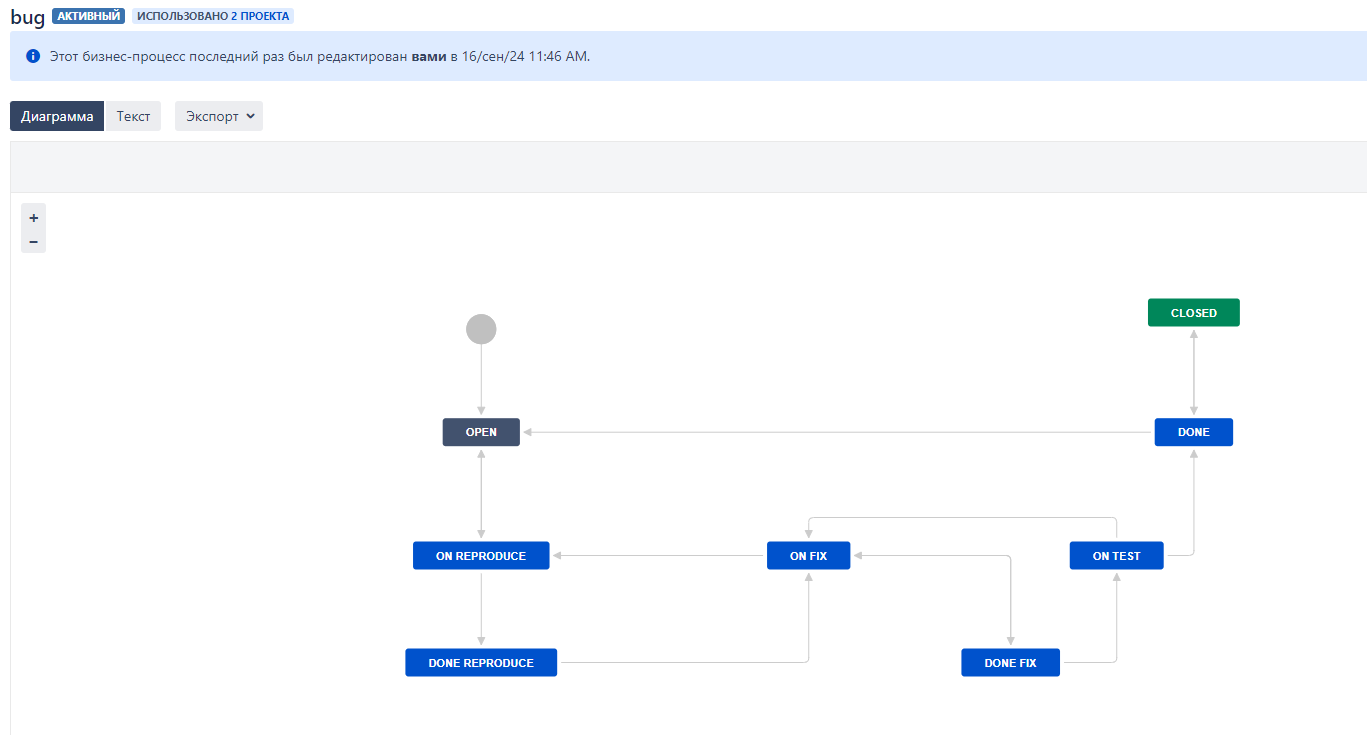 bug АКТИВНЫЙ ИСПОЛЬЗОВАНО 2 ПРОЕКТА
Этот бизнес-процесс последний раз был редактирован вами в 16/сен/24 11:46 AM.
Диаграмма Текст Экспорт
+
−
CLOSED
OPEN DONE
ON REPRODUCE ON FIX ON TEST
DONE REPRODUCE DONE FIX